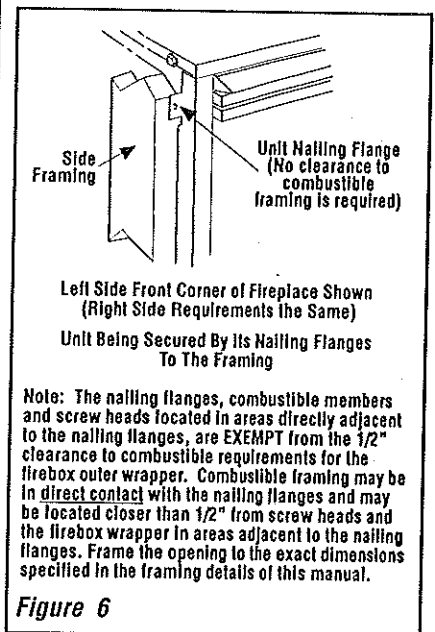 Side
Framing
Unit Nailing Flange
(No clearance to
combustible
framing is required)
Left Side Front Corner of Fireplace Shown
(Right Side Requirements the Same)
Unit Being Secured By Its Nailing Flanges
To The Framing
Note: The nailing flanges, combustible members
and screw heads located in areas directly adjacent
to the nailing flanges, are EXEMPT from the 1/2"
clearance to combustible requirements for the
firebox outer wrapper. Combustible framing may be
in direct contact with the nailing flanges and may
be located closer than 1/2" from screw heads and
the firebox wrapper in areas adjacent to the nailing
flanges. Frame the opening to the exact dimensions
specified in the framing details of this manual.
Figure 6